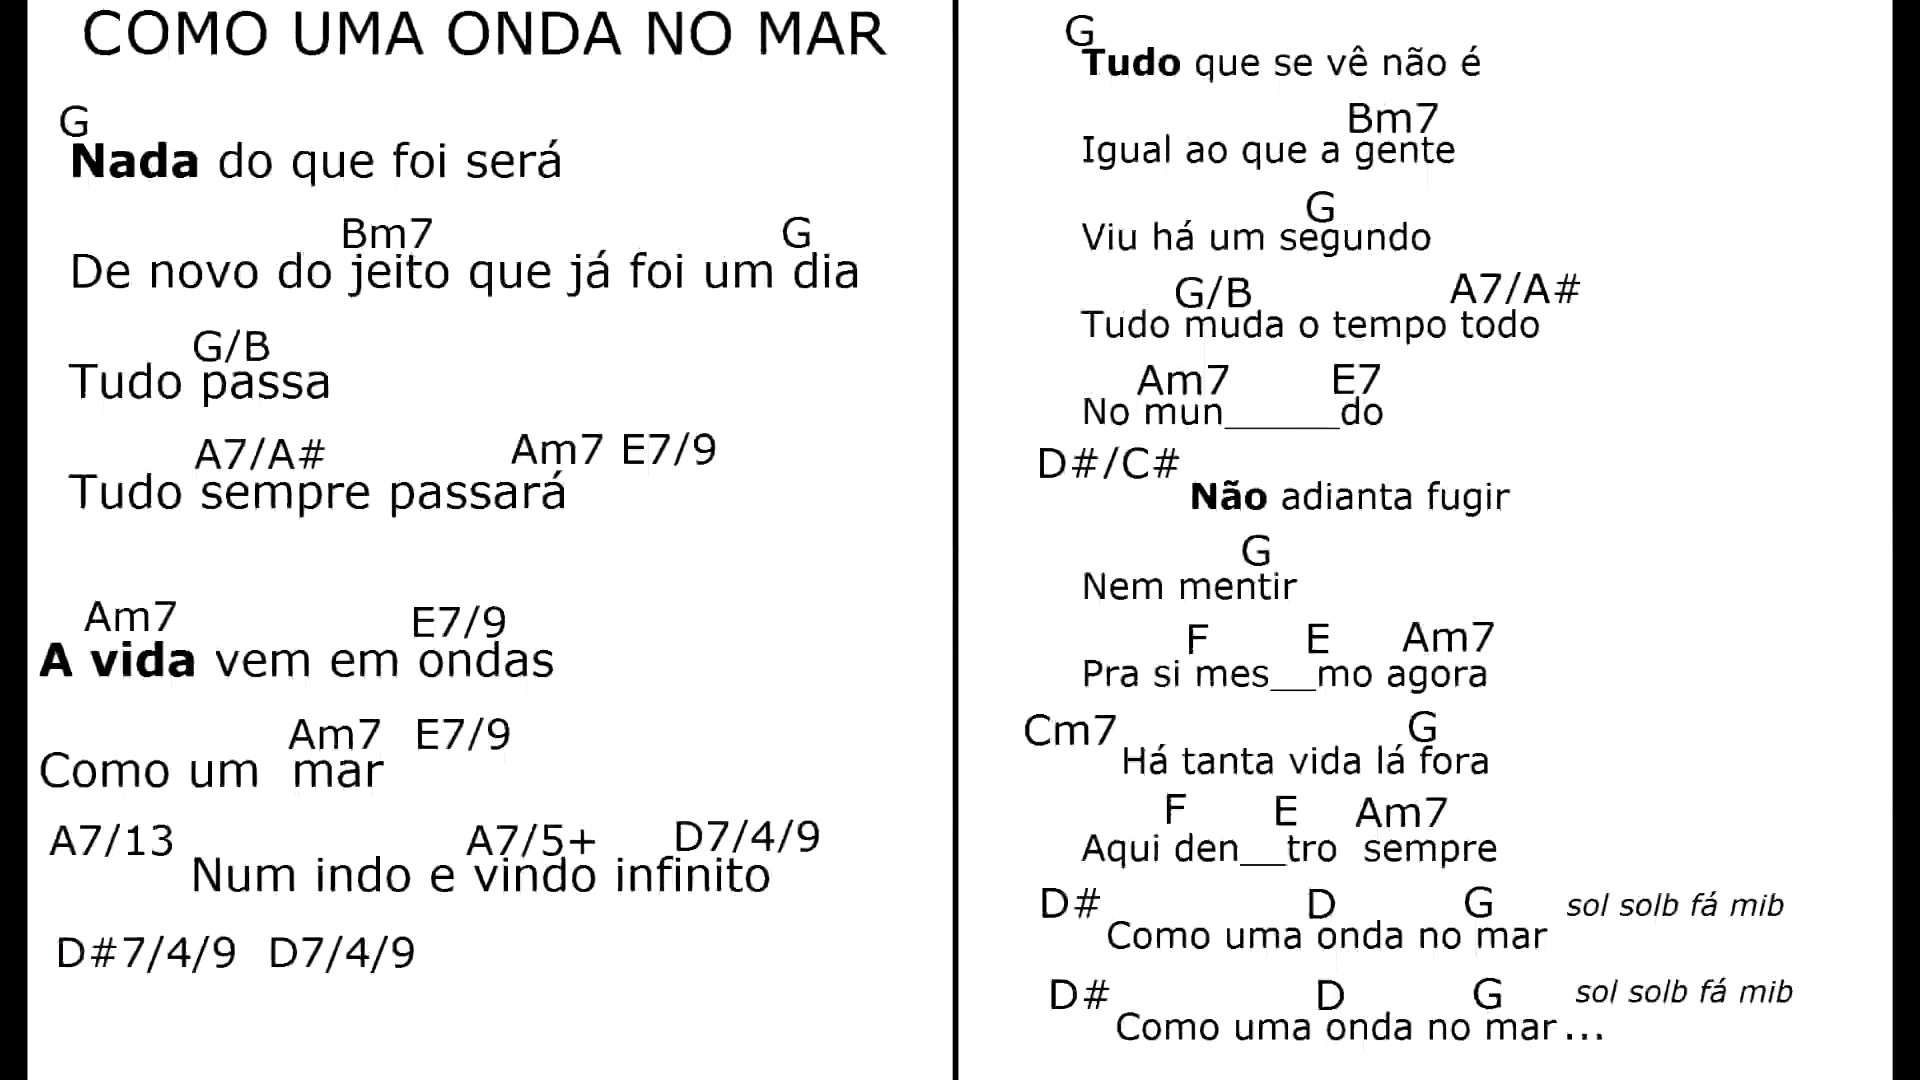 COMO UMA ONDA NO MAR
G
Nada do que foi será
Bm7 G
De novo do jeito que já foi um dia
G/B
Tudo passa
A7/A# Am7 E7/9
Tudo sempre passará
Am7 E7/9
A vida vem em ondas
Am7 E7/9
Como um mar
A7/13 A7/5+ D7/4/9
Num indo e vindo infinito
D#7/4/9 D7/4/9
G
Tudo que se vê não é
Bm7
Igual ao que a gente
G
Viu há um segundo
G/B A7/A#
Tudo muda o tempo todo
Am7 E7
No mun______do
D#/C#
Não adianta fugir
G
Nem mentir
F E Am7
Pra si mes__mo agora
Cm7 G
Há tanta vida lá fora
F E Am7
Aqui den__tro sempre
D# D G sol solb fá mib
Como uma onda no mar
D# D G sol solb fá mib
Como uma onda no mar...